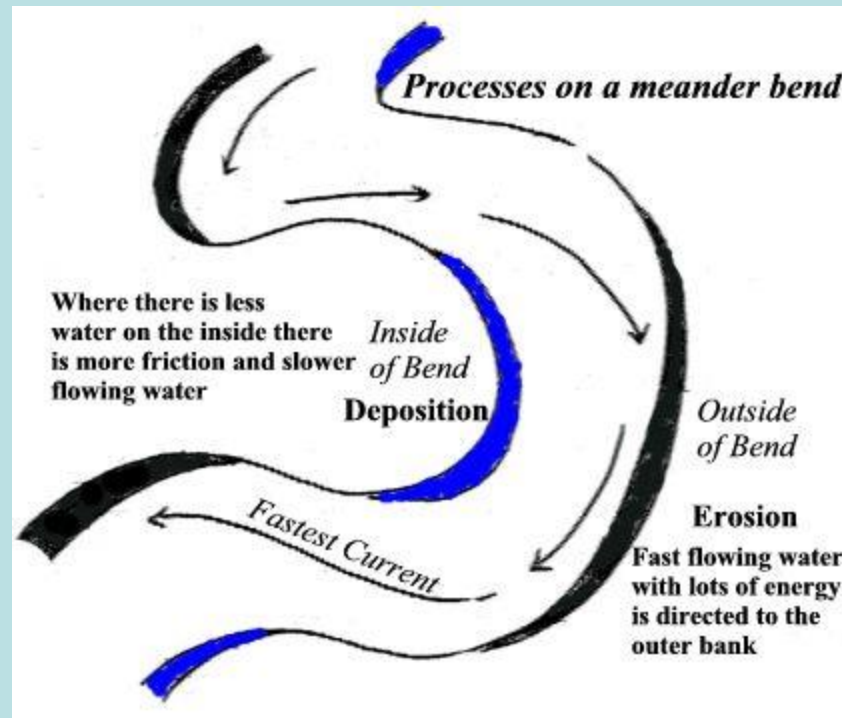 Processes on a meander bend
Where there is less
water on the inside there
is more friction and slower
flowing water
Inside
of Bend
Deposition
Outside
of Bend
Erosion
Fast flowing water
with lots of energy
is directed to the
outer bank
Fastest Current